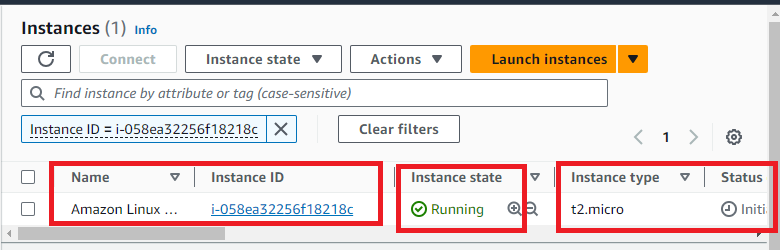 Instances (1) Info
Connect Instance state Actions Launch instances
Find instance by attribute or tag (case-sensitive)
Instance ID = i-058ea32256f18218c Clear filters
1
Name Instance ID Instance state Instance type Status
Amazon Linux ... i-058ea32256f18218c Running t2.micro Initi